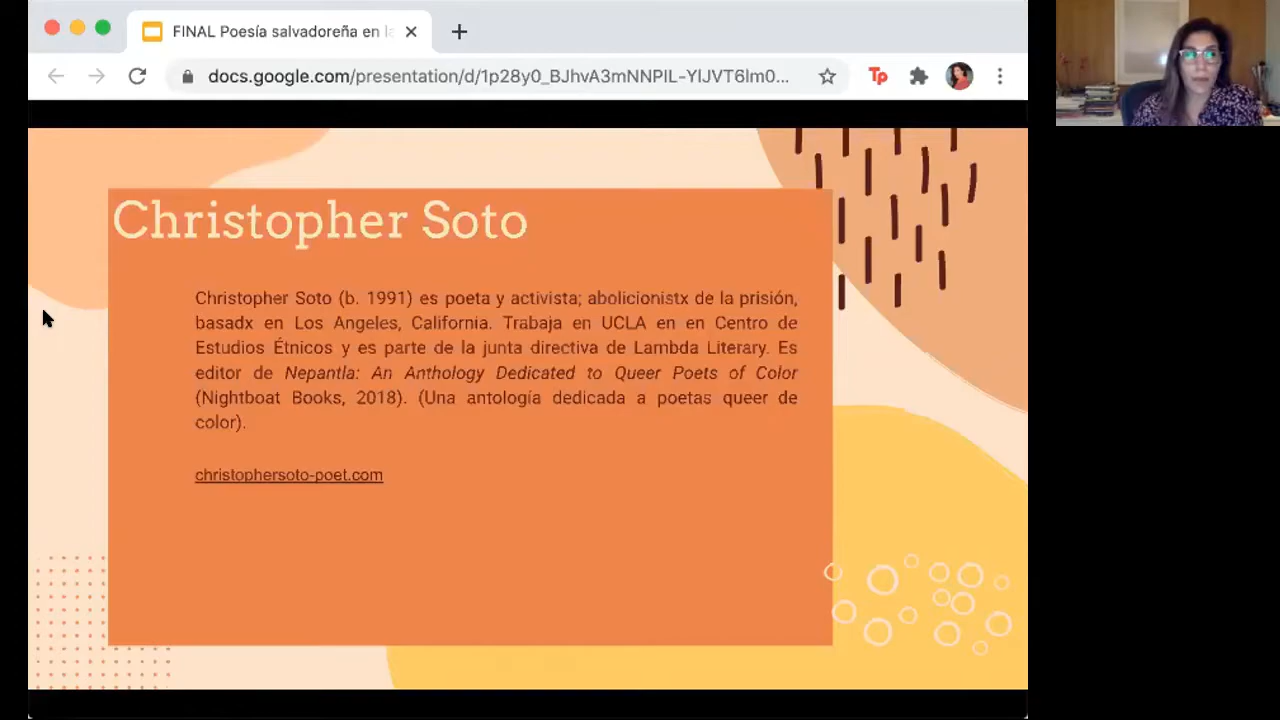 FINAL Poesía salvadoreña en la
docs.google.com/presentation/d/1p28y0_BJhvA3mNNPIL-YlJVT6lm0...
Tp
Christopher Soto
Christopher Soto (b. 1991) es poeta y activista; abolicionistx de la prisión,
basadx en Los Angeles, California. Trabaja en UCLA en en Centro de
Estudios Étnicos y es parte de la junta directiva de Lambda Literary. Es
editor de Nepantla: An Anthology Dedicated to Queer Poets of Color
(Nightboat Books, 2018). (Una antología dedicada a poetas queer de
color).
christophersoto-poet.com